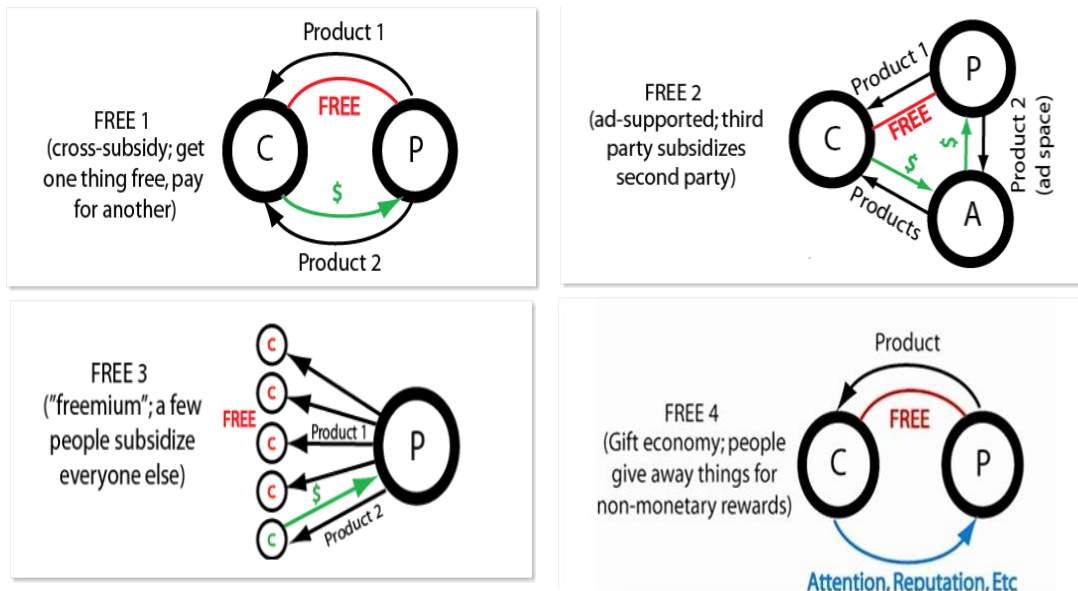 Product 1
FREE 1
(cross-subsidy; get
one thing free, pay
for another)
C
FREE
P
$
Product 2
FREE 2
(ad-supported; third
party subsidizes
second party)
Product 1
P
C
FREE
$
$
Product 2
(ad space)
Products
A
FREE 3
("freemium"; a few
people subsidize
everyone else)
C
C
FREE
C
Product 1
P
C
$
C
Product 2
Product
FREE 4
(Gift economy; people
give away things for
non-monetary rewards)
FREE
C
P
Attention, Reputation, Etc